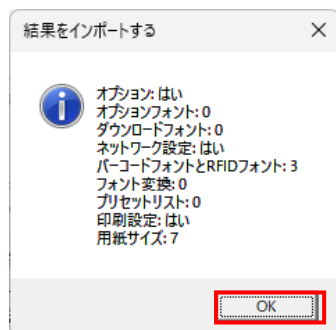 結果をインポートする
オプション: はい
オプションフォント: 0
ダウンロードフォント: 0
ネットワーク設定: はい
バーコードフォントとRFIDフォント: 3
フォント変換: 0
プリセットリスト: 0
印刷設定: はい
用紙サイズ: 7
OK